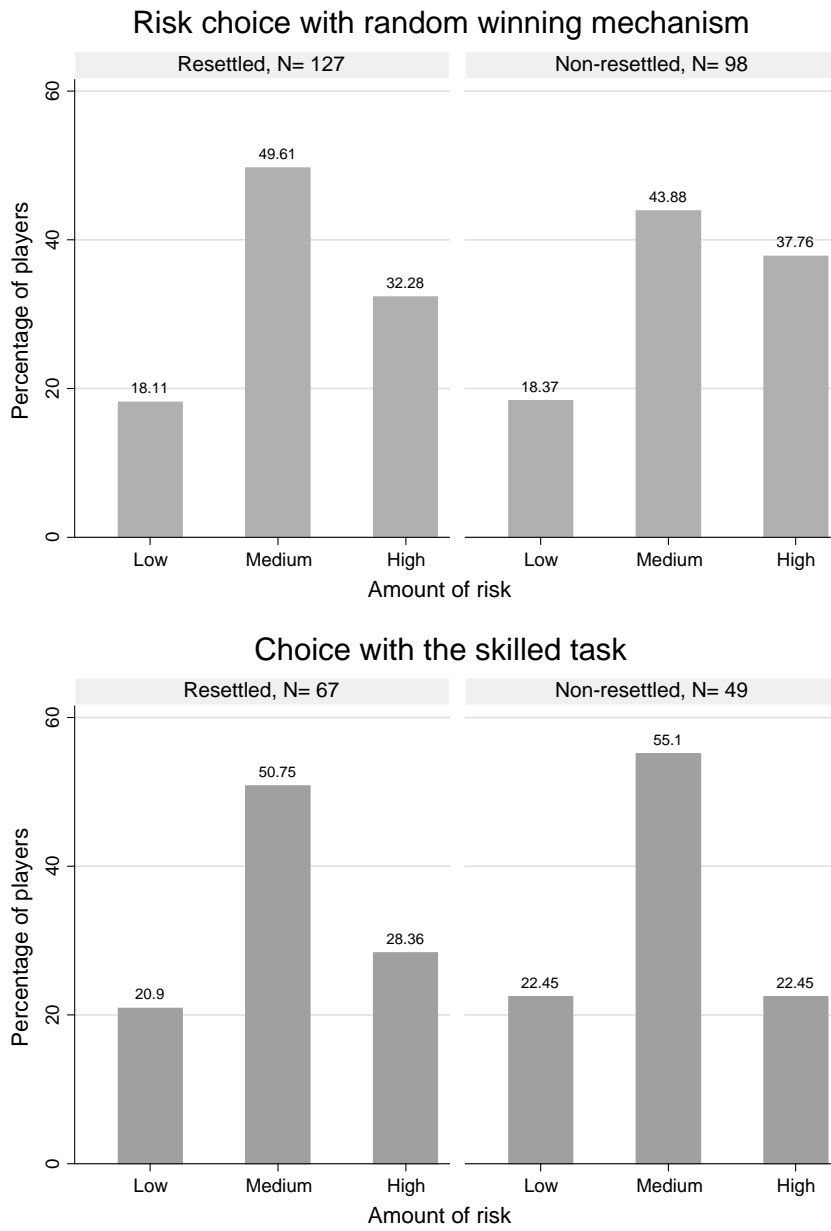 Risk choice with random winning mechanism
Resettled, N= 127
Non-resettled, N= 98
Percentage of players
60
40
20
0
18.11
49.61
32.28
18.37
43.88
37.76
Low Medium High
Low Medium High
Amount of risk
Choice with the skilled task
Resettled, N= 67
Non-resettled, N= 49
Percentage of players
60
40
20
0
20.9
50.75
28.36
22.45
55.1
22.45
Low Medium High
Low Medium High
Amount of risk